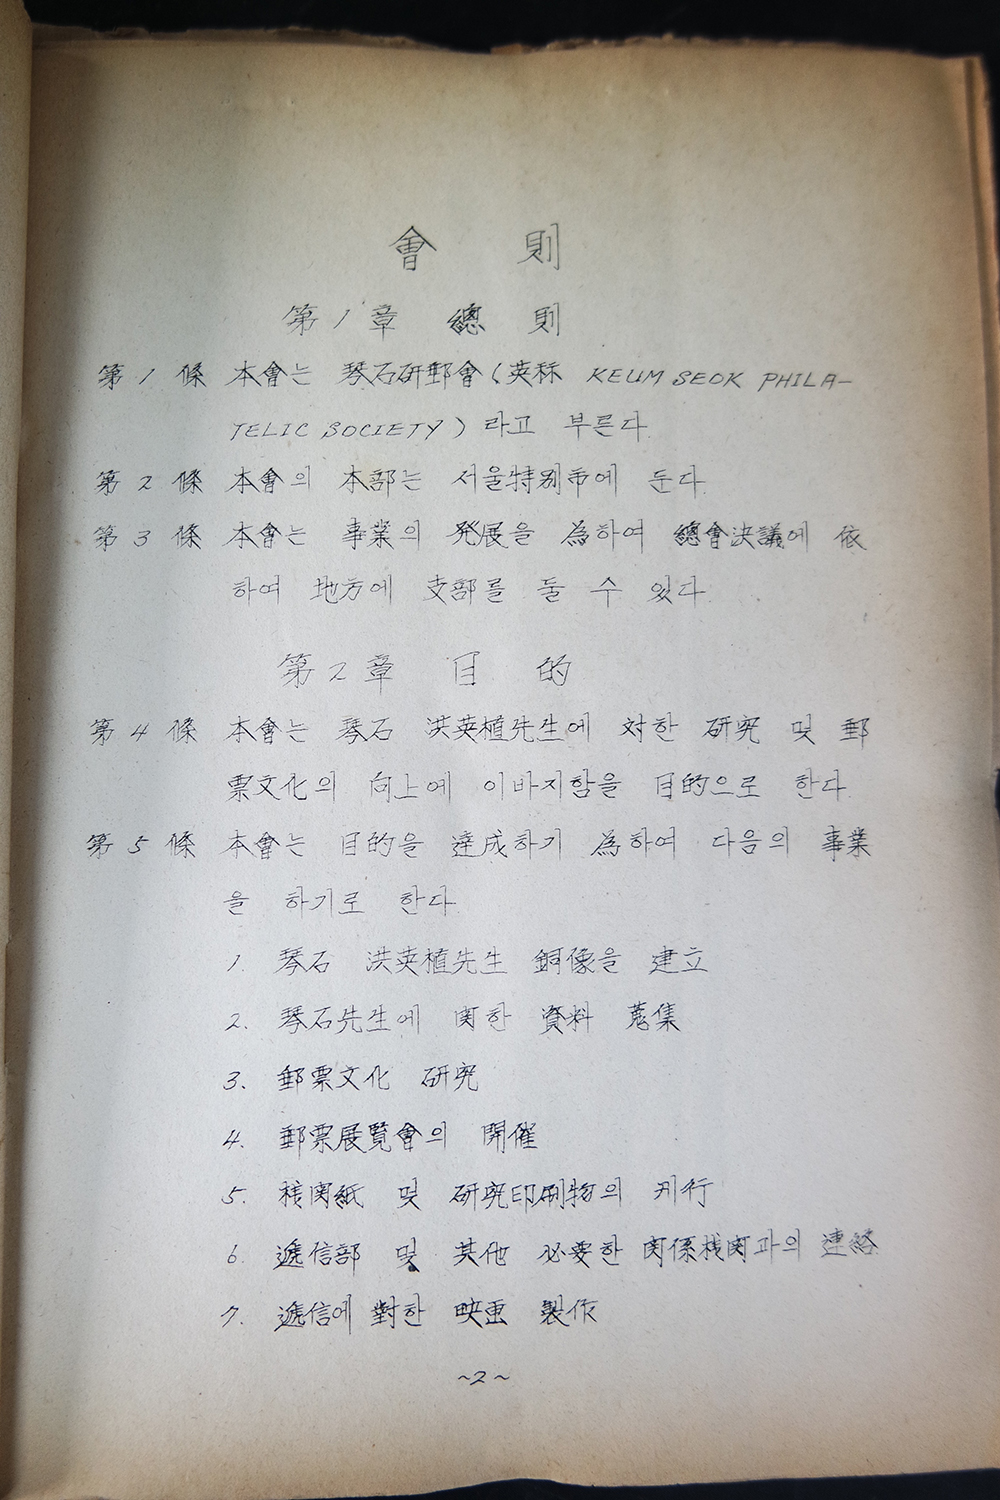 會 則
第1章 總 則
第1條 本會는 琴石研郵會(英称 KEUM SEOK PHILA-
TELIC SOCIETY)라고 부른다
第2條 本會의 本部는 서울特別市에 둔다
第3條 本會는 事業의 発展을 為하여 總會決議에 依
하여 地方에 支部를 둘 수 있다
第2章 目 的
第4條 本會는 琴石 洪英植先生에 対한 研究 및 郵
票文化의 向上에 이바지함을 目的으로 한다
第5條 本會는 目的을 達成하기 為하여 다음의 事業
을 하기로 한다
1. 琴石 洪英植先生 銅像을 建立
2. 琴石先生에 関한 資料 蒐集
3. 郵票文化 研究
4. 郵票展覧會의 開催
5. 機関紙 및 研究印刷物의 刊行
6. 遞信部 및 其他 必要한 関係機関과의 連絡
7. 遞信에 對한 映画 製作
~2~